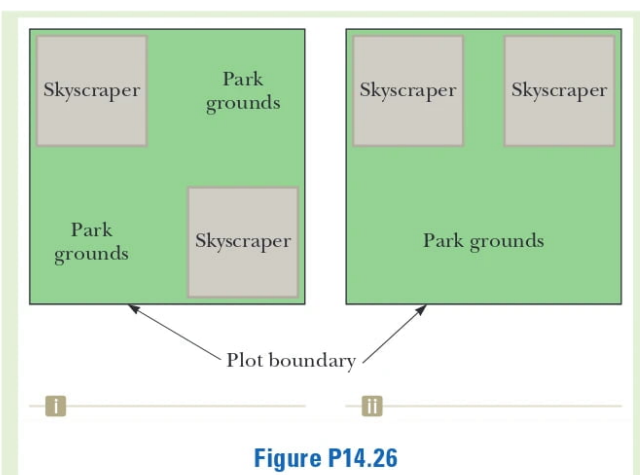 Skyscraper
Park
grounds
Park
grounds
Skyscraper
Skyscraper
Skyscraper
Park grounds
Plot boundary
i
ii
Figure P14.26